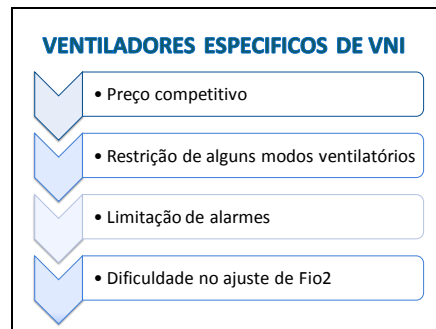 VENTILADORES ESPECIFICOS DE VNI
• Preço competitivo
• Restrição de alguns modos ventilatórios
• Limitação de alarmes
• Dificuldade no ajuste de Fio2